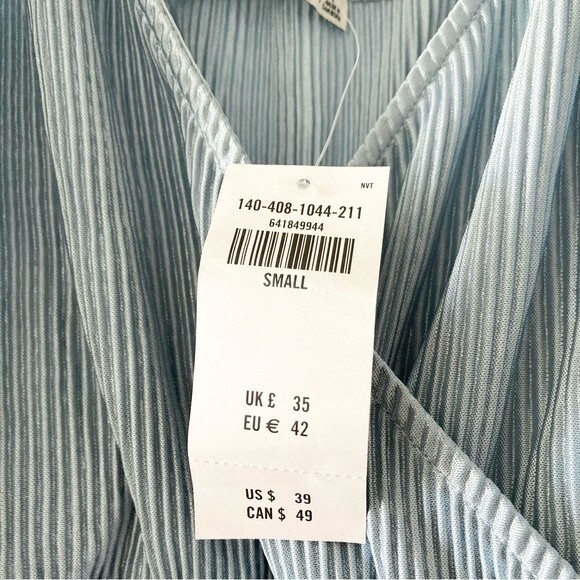 NVT
140-408-1044-211
641849944
SMALL
UK £ 35
EU € 42
US $ 39
CAN $ 49